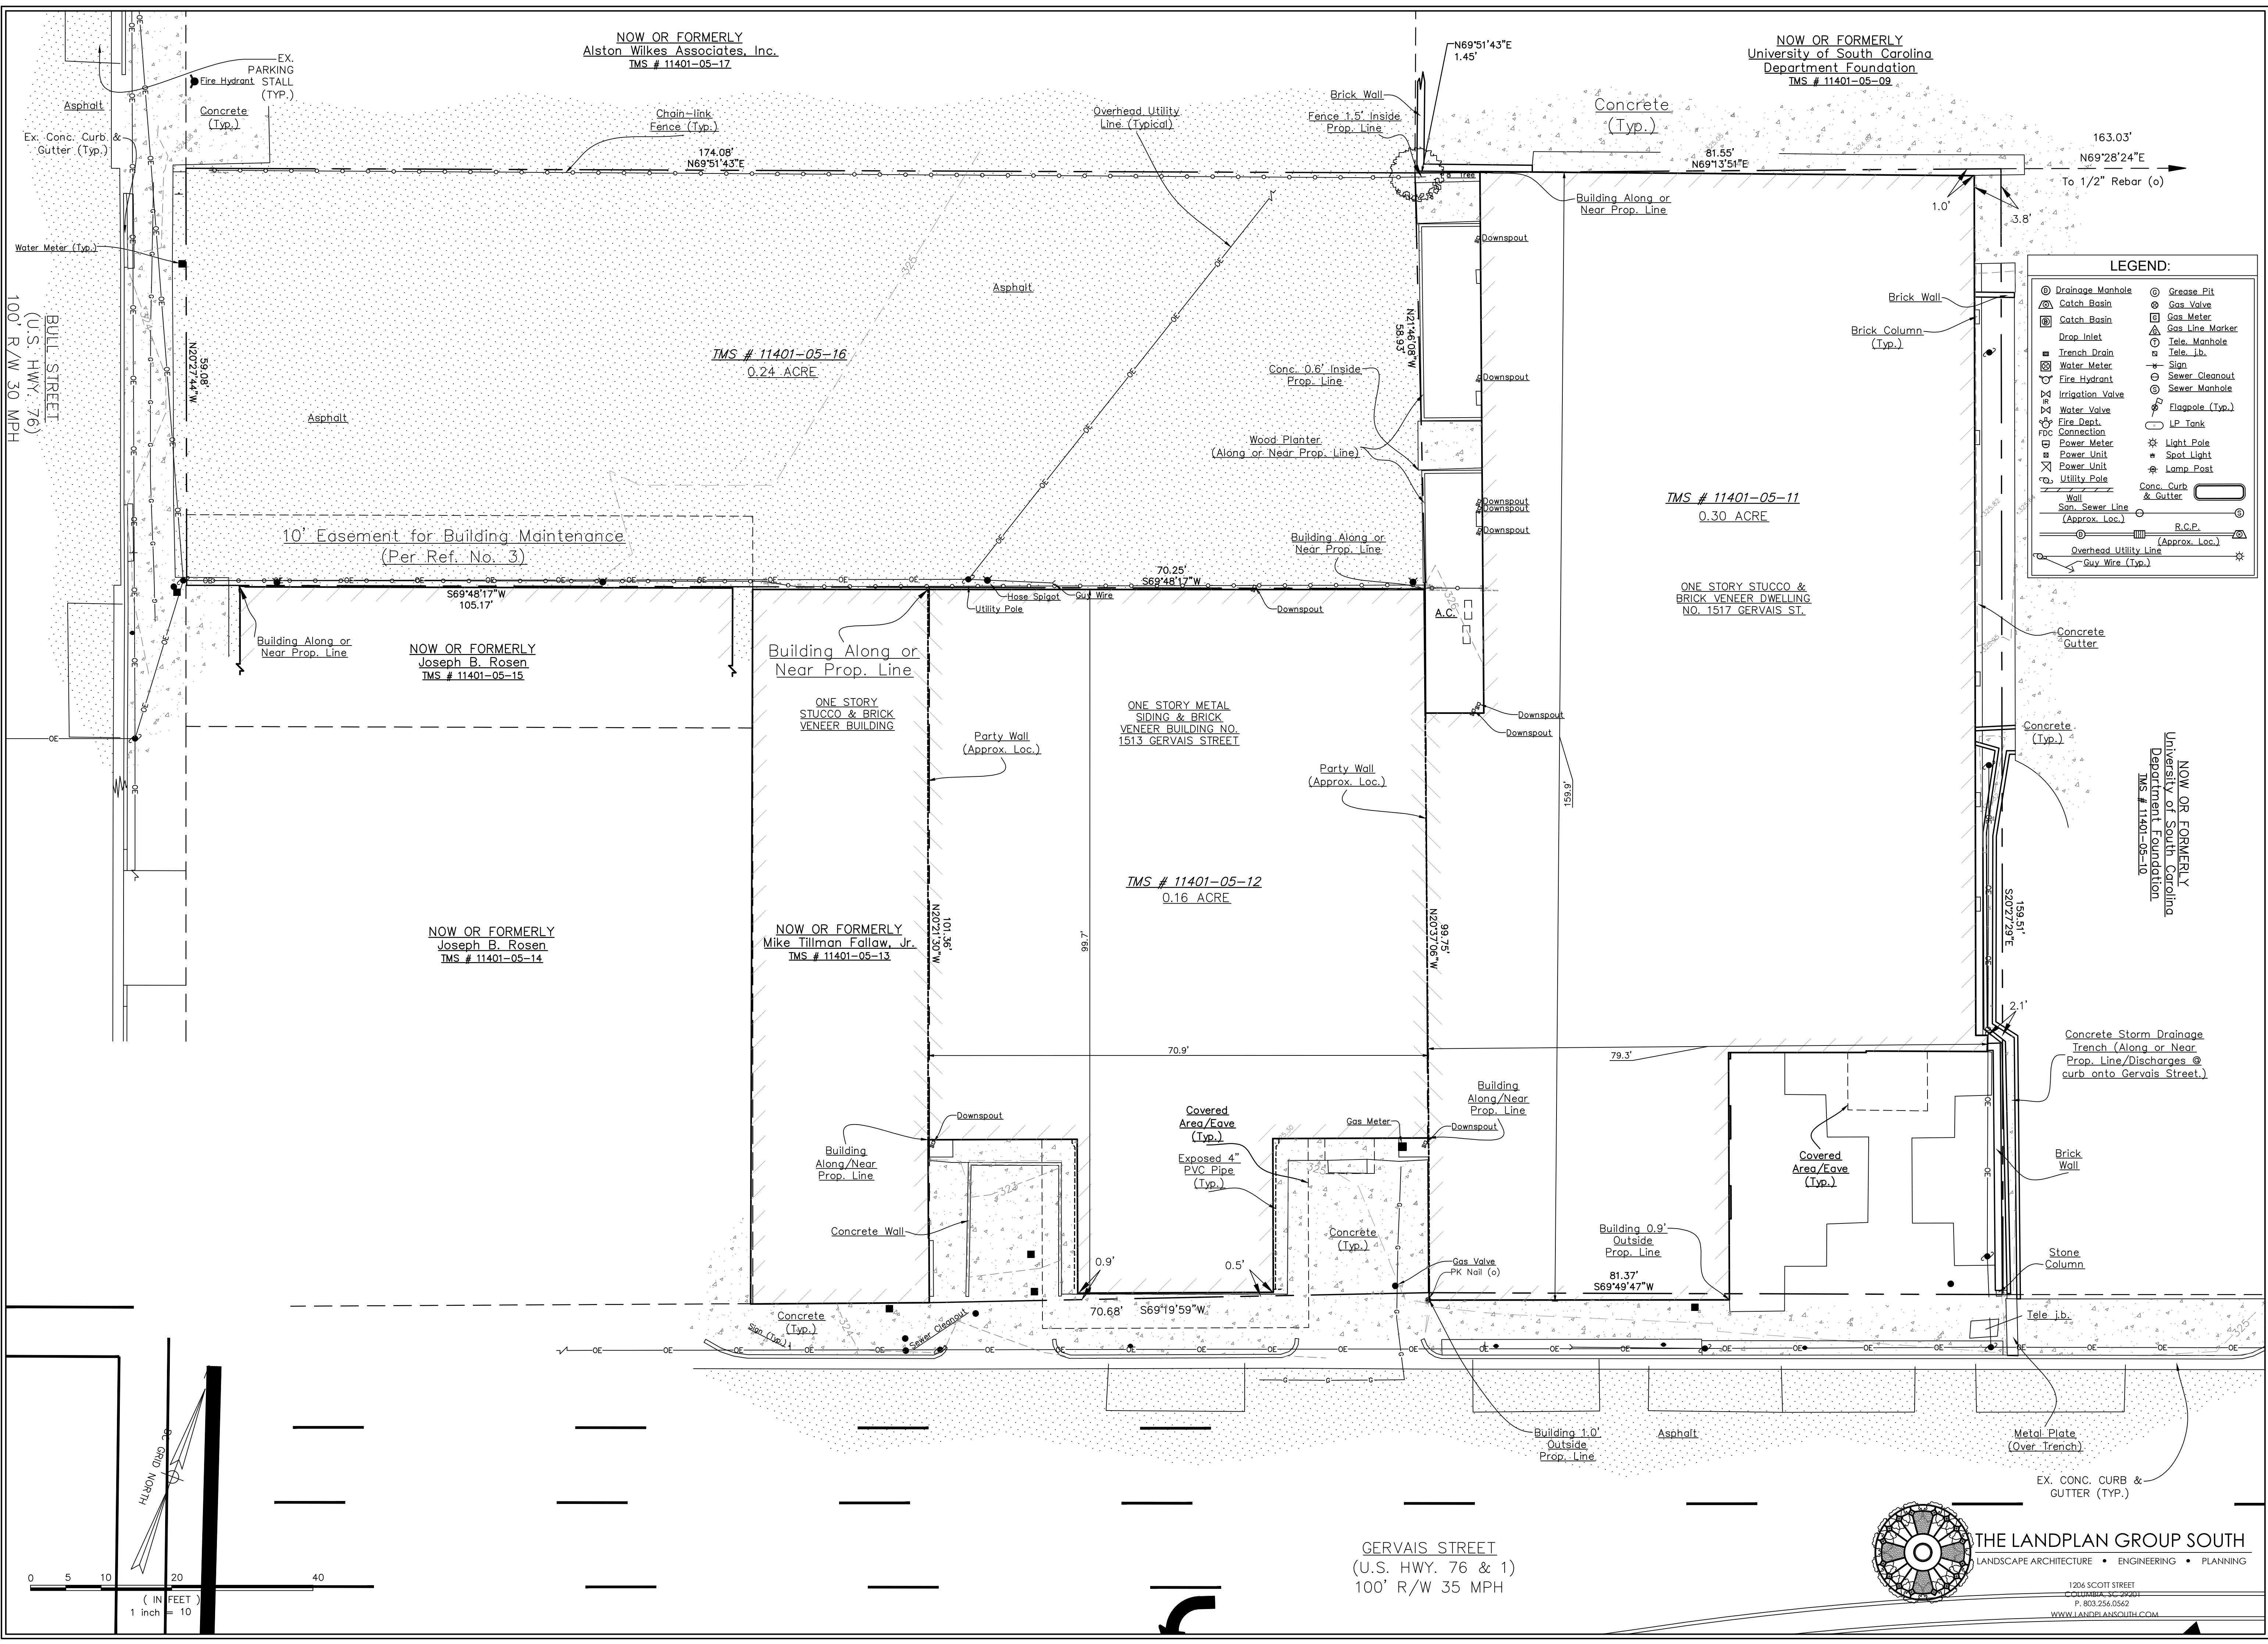 NOW OR FORMERLY
Alston Wilkes Associates, Inc.
TMS # 11401-05-17
NOW OR FORMERLY
University of South Carolina
Department Foundation
TMS # 11401-05-09
N69°51'43"E
1.45'
EX.
PARKING
STALL
(TYP.)
Fire Hydrant
Asphalt
Concrete
(Typ.)
Ex. Conc. Curb &
Gutter (Typ.)
Chain-link
Fence (Typ.)
Overhead Utility
Line (Typical)
Brick Wall
Fence 1.5' Inside
Prop. Line
Concrete
(Typ.)
163.03'
N69°28'24"E
To 1/2" Rebar (o)
174.08'
N69°51'43"E
81.55'
N69°13'51"E
Tree
Building Along or
Near Prop. Line
1.0'
3.8'
Water Meter (Typ.)
Downspout
325
324
Asphalt
BULL STREET
(U.S. HWY. 76)
100' R/W 30 MPH
59.08'
N20°27'44"W
TMS # 11401-05-16
0.24 ACRE
Asphalt
N21°46'08"W
58.93'
Conc. 0.6' Inside
Prop. Line
Downspout
Wood Planter
(Along or Near Prop. Line)
Brick Wall
Brick Column
(Typ.)
LEGEND:
Drainage Manhole
Catch Basin
Catch Basin
Drop Inlet
Trench Drain
Water Meter
Fire Hydrant
Irrigation Valve
IR
Water Valve
Fire Dept.
FDC Connection
Power Meter
Power Unit
Power Unit
Utility Pole
Wall
Grease Pit
Gas Valve
Gas Meter
Gas Line Marker
Tele. Manhole
Tele. j.b.
Sign
Sewer Cleanout
Sewer Manhole
Flagpole (Typ.)
LP Tank
Light Pole
Spot Light
Lamp Post
Conc. Curb
& Gutter
San. Sewer Line
(Approx. Loc.)
R.C.P.
(Approx. Loc.)
Overhead Utility Line
Guy Wire (Typ.)
TMS # 11401-05-11
0.30 ACRE
Downspout
Downspout
Downspout
10' Easement for Building Maintenance
(Per Ref. No. 3)
Building Along or
Near Prop. Line
70.25'
S69°48'17"W
S69°48'17"W
105.17'
Utility Pole
Hose Spigot
Guy Wire
Downspout
A.C.
326
ONE STORY STUCCO &
BRICK VENEER DWELLING
NO. 1517 GERVAIS ST.
Concrete
Gutter
Building Along or
Near Prop. Line
NOW OR FORMERLY
Joseph B. Rosen
TMS # 11401-05-15
Building Along or
Near Prop. Line
ONE STORY
STUCCO & BRICK
VENEER BUILDING
ONE STORY METAL
SIDING & BRICK
VENEER BUILDING NO.
1513 GERVAIS STREET
Party Wall
(Approx. Loc.)
Party Wall
(Approx. Loc.)
Downspout
Downspout
159.9'
Concrete
(Typ.)
NOW OR FORMERLY
University of South Carolina
Department Foundation
TMS # 11401-05-10
TMS # 11401-05-12
0.16 ACRE
NOW OR FORMERLY
Joseph B. Rosen
TMS # 11401-05-14
NOW OR FORMERLY
Mike Tillman Fallaw, Jr.
TMS # 11401-05-13
101.36'
N20°21'30"W
99.7'
99.75'
N20°37'06"W
159.51'
S20°27'29"E
70.9'
79.3'
2.1'
Concrete Storm Drainage
Trench (Along or Near
Prop. Line/Discharges @
curb onto Gervais Street.)
Downspout
Building
Along/Near
Prop. Line
Covered
Area/Eave
(Typ.)
Exposed 4"
PVC Pipe
(Typ.)
Gas Meter
Downspout
Building
Along/Near
Prop. Line
Covered
Area/Eave
(Typ.)
Brick
Wall
323
325
Concrete Wall
Concrete
(Typ.)
Building 0.9'
Outside
Prop. Line
Stone
Column
0.9'
0.5'
Gas Valve
PK Nail (o)
81.37'
S69°49'47"W
70.68'
S69°19'59"W
Concrete
(Typ.)
324
Sign (Typ.)
Sewer Cleanout
Tele j.b.
325
Building 1.0'
Outside
Prop. Line
Asphalt
Metal Plate
(Over Trench)
EX. CONC. CURB &
GUTTER (TYP.)
SC GRID NORTH
0 5 10 20 40
( IN FEET )
1 inch = 10
GERVAIS STREET
(U.S. HWY. 76 & 1)
100' R/W 35 MPH
THE LANDPLAN GROUP SOUTH
LANDSCAPE ARCHITECTURE • ENGINEERING • PLANNING
1206 SCOTT STREET
COLUMBIA, SC 29201
P. 803.256.0562
WWW.LANDPLANSOUTH.COM